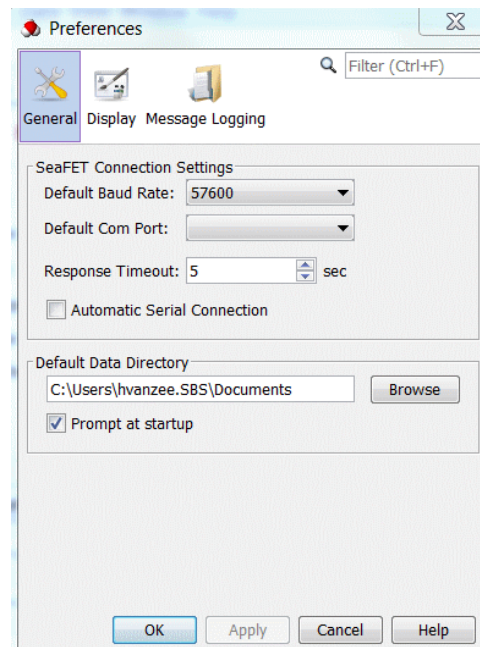 Preferences
Filter (Ctrl+F)
General Display Message Logging
SeaFET Connection Settings
Default Baud Rate: 57600
Default Com Port:
Response Timeout: 5 sec
Automatic Serial Connection
Default Data Directory
C:\Users\hvanzee.SBS\Documents Browse
Prompt at startup
OK Apply Cancel Help